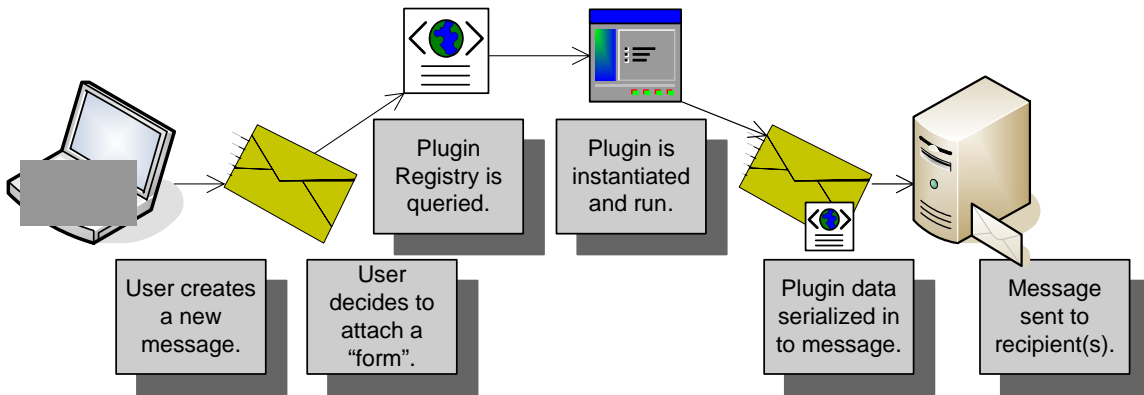 User creates
a new
message.
User
decides to
attach a
“form”.
Plugin
Registry is
queried.
Plugin is
instantiated
and run.
Plugin data
serialized in
to message.
Message
sent to
recipient(s).